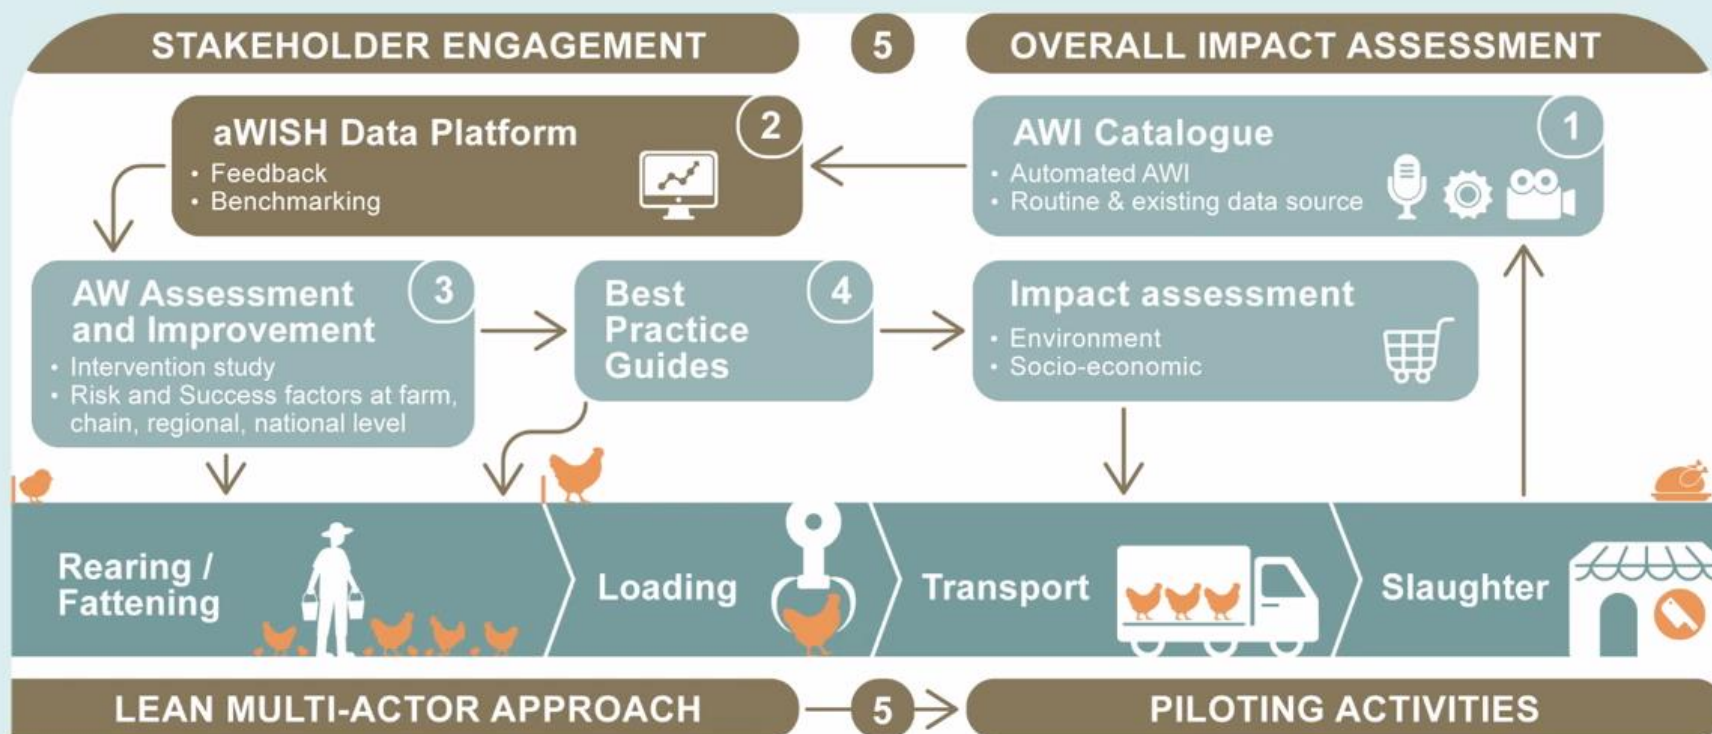 STAKEHOLDER ENGAGEMENT
5
OVERALL IMPACT ASSESSMENT
aWISH Data Platform
2
• Feedback
• Benchmarking
AWI Catalogue
1
• Automated AWI
• Routine & existing data source
AW Assessment
and Improvement
3
• Intervention study
• Risk and Success factors at farm,
chain, regional, national level
Best
Practice
Guides
4
Impact assessment
• Environment
• Socio-economic
Rearing /
Fattening
Loading
Transport
Slaughter
LEAN MULTI-ACTOR APPROACH
5
PILOTING ACTIVITIES